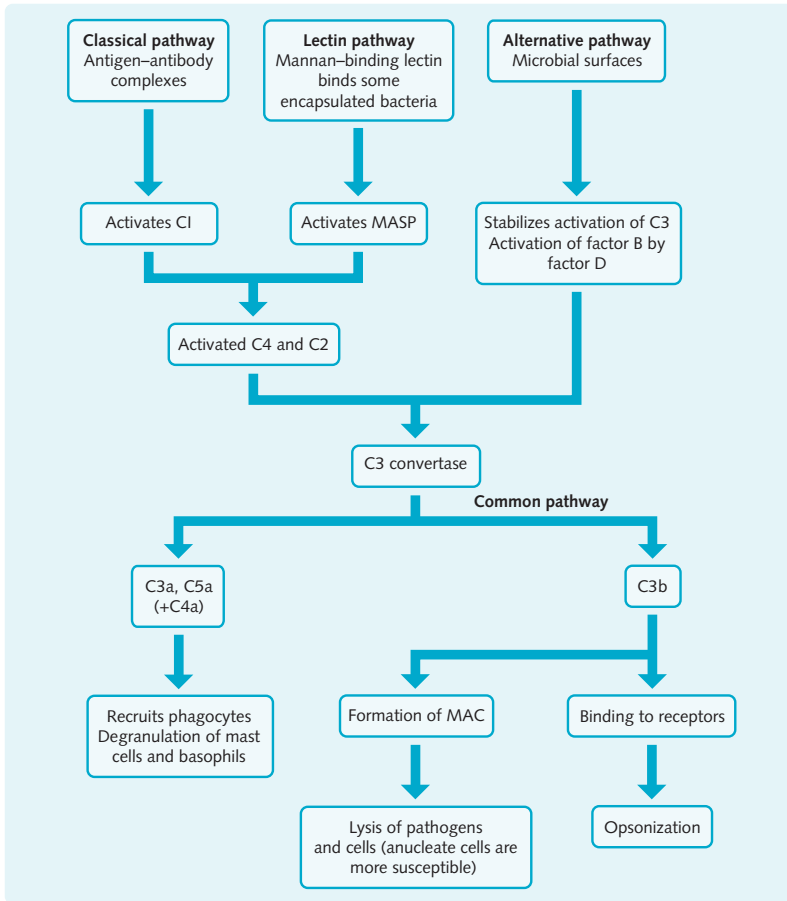 Classical pathway
Antigen–antibody
complexes
Lectin pathway
Mannan–binding lectin
binds some
encapsulated bacteria
Alternative pathway
Microbial surfaces
Activates CI
Activates MASP
Stabilizes activation of C3
Activation of factor B by
factor D
Activated C4 and C2
C3 convertase
Common pathway
C3a, C5a
(+C4a)
C3b
Recruits phagocytes
Degranulation of mast
cells and basophils
Formation of MAC
Binding to receptors
Lysis of pathogens
and cells (anucleate cells are
more susceptible)
Opsonization